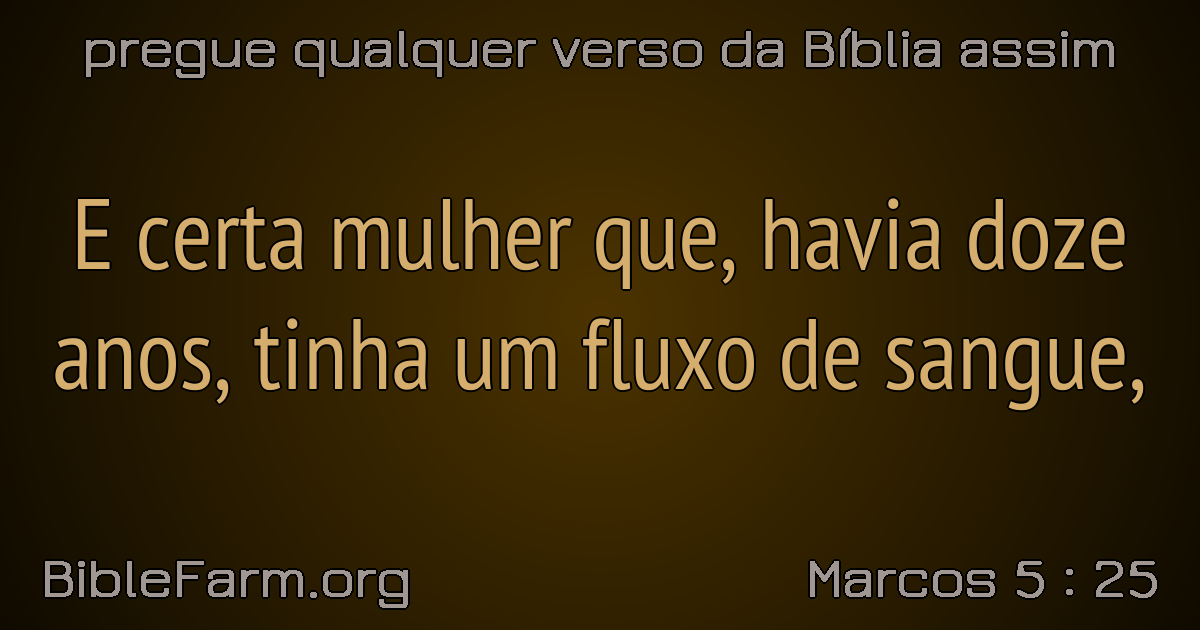 pregue qualquer verso da Bíblia assim
E certa mulher que, havia doze
anos, tinha um fluxo de sangue,
BibleFarm.org
Marcos 5 : 25